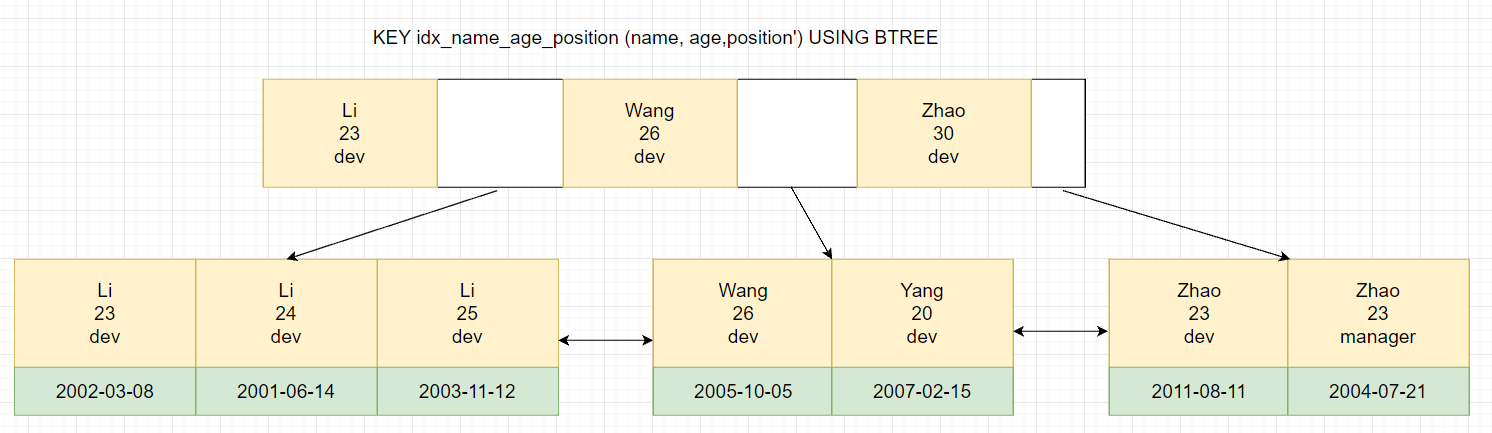 KEY idx_name_age_position (name, age,position') USING BTREE
Li
23
dev
Wang
26
dev
Zhao
30
dev
Li
23
dev
Li
24
dev
Li
25
dev
Wang
26
dev
Yang
20
dev
Zhao
23
dev
Zhao
23
manager
2002-03-08
2001-06-14
2003-11-12
2005-10-05
2007-02-15
2011-08-11
2004-07-21